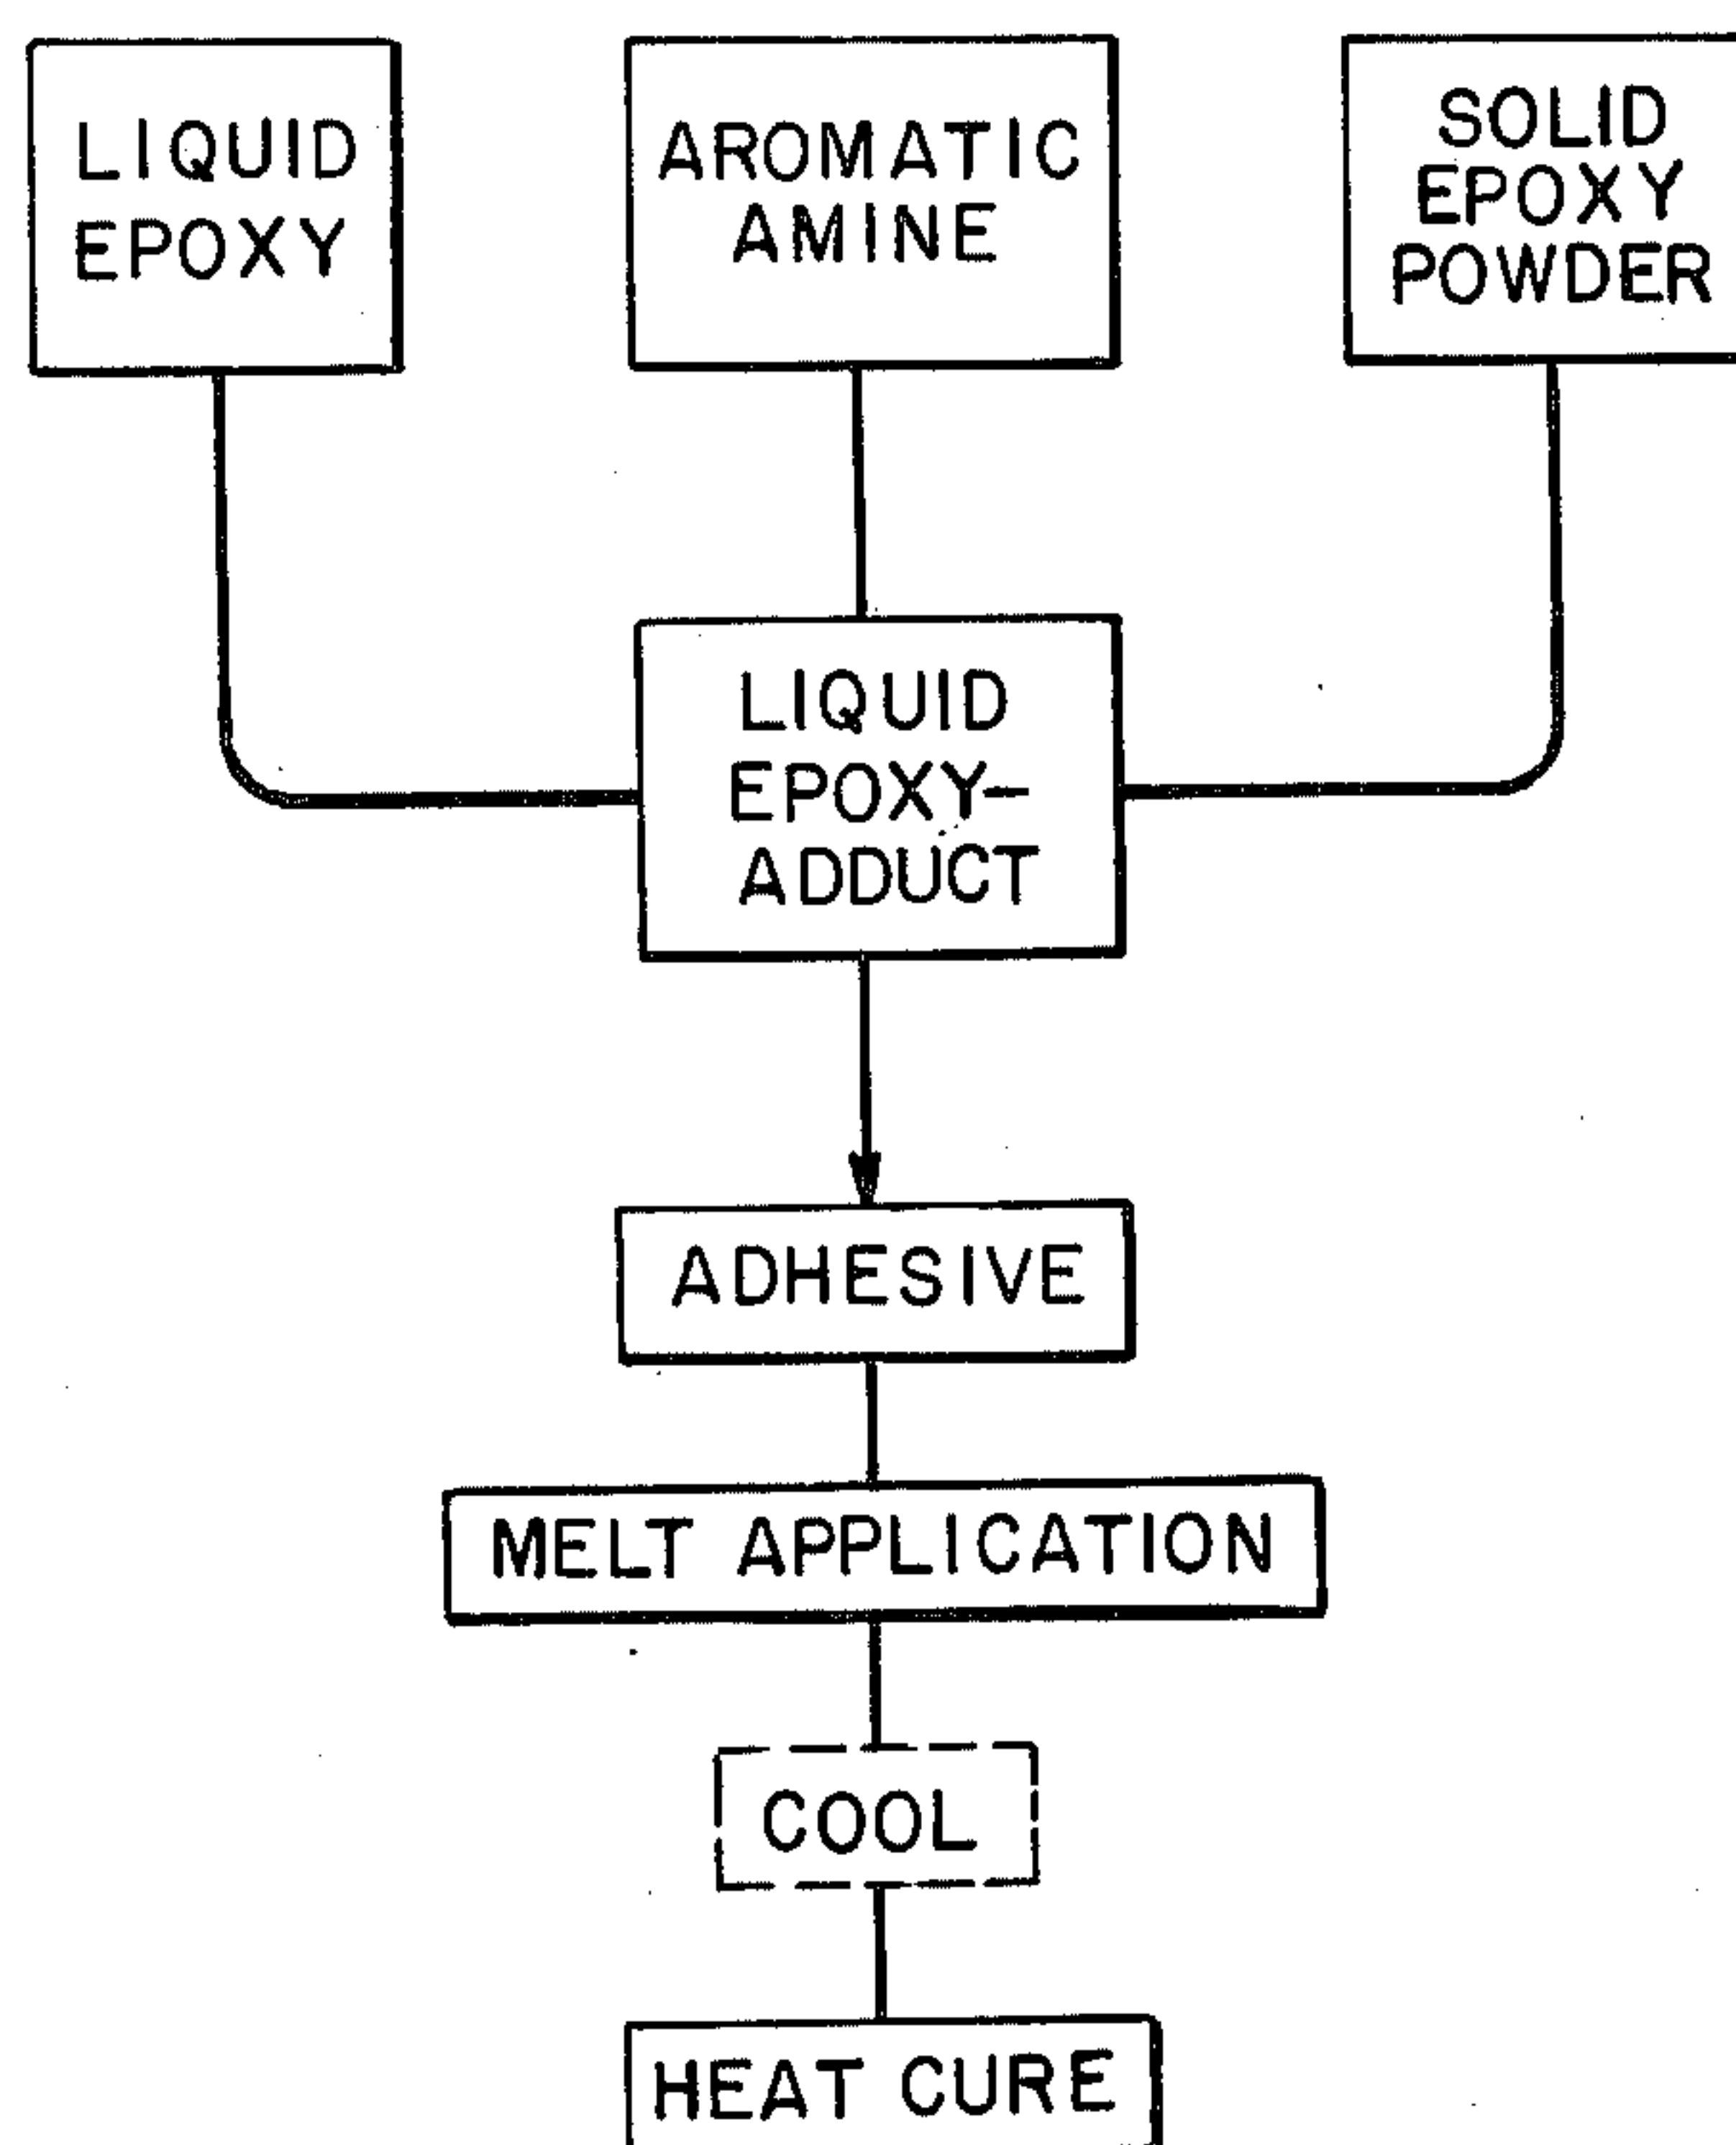 LIQUID
EPOXY
AROMATIC
AMINE
SOLID
EPOXY
POWDER
LIQUID
EPOXY-
ADDUCT
ADHESIVE
MELT APPLICATION
COOL
HEAT CURE